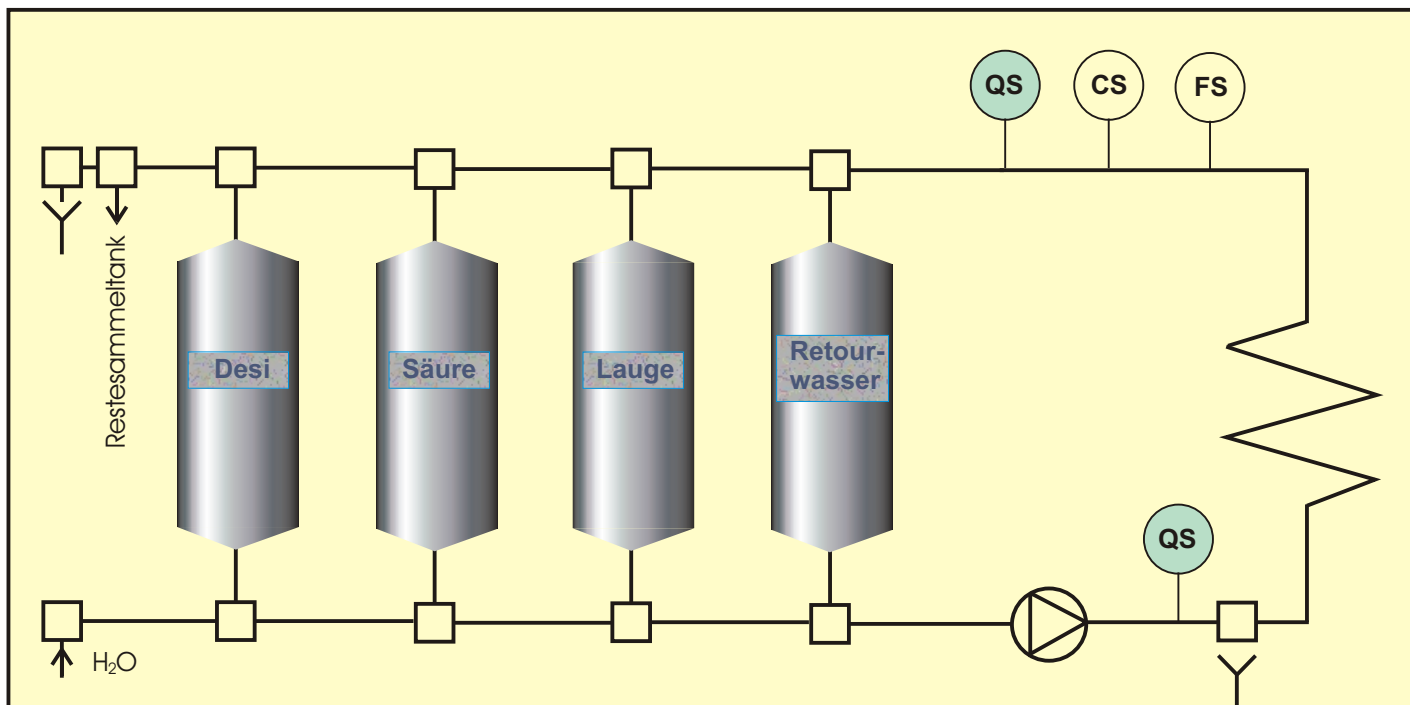 QS
CS
FS
Restesammeltank
Desi
Säure
Lauge
Retour-
wasser
QS
H₂O